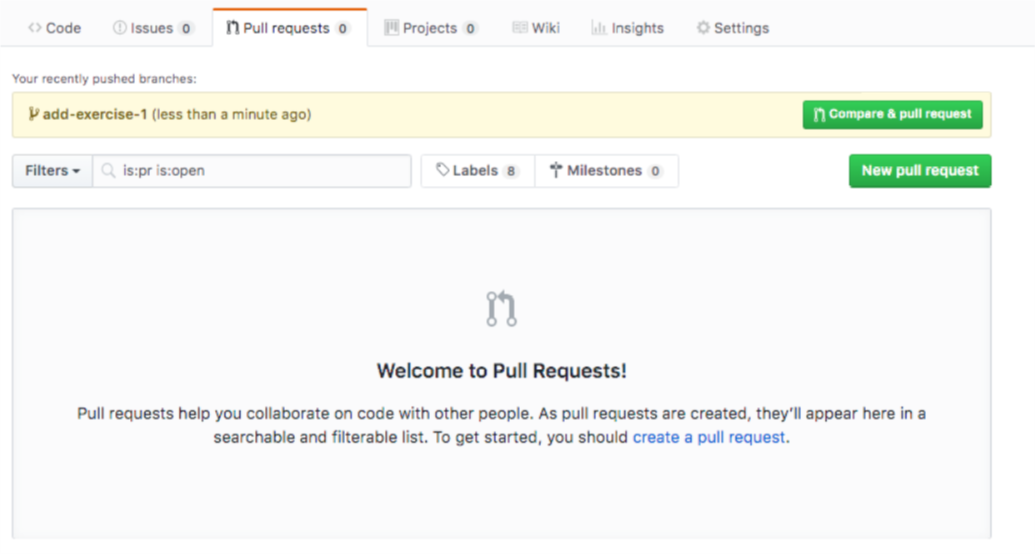 Code Issues 0 Pull requests 0 Projects 0 Wiki Insights Settings
Your recently pushed branches:
add-exercise-1 (less than a minute ago) Compare & pull request
Filters is:pr is:open Labels 8 Milestones 0 New pull request
Welcome to Pull Requests!
Pull requests help you collaborate on code with other people. As pull requests are created, they’ll appear here in a
searchable and filterable list. To get started, you should create a pull request.